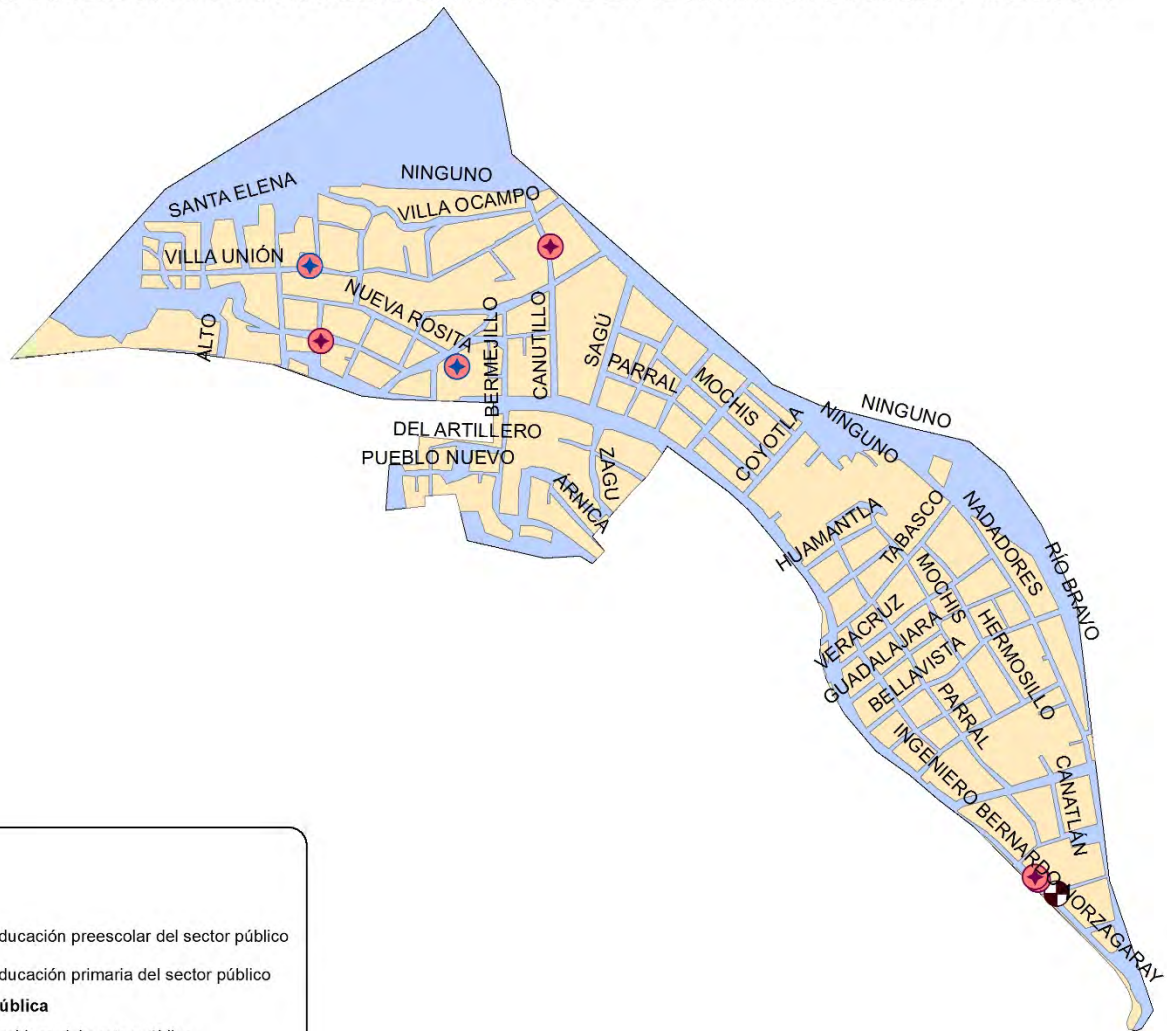 NINGUNO
SANTA ELENA
VILLA OCAMPO
VILLA UNIÓN
NUEVA ROSITA
ALTO
BERMEJILLO
CANUTILLO
SAGÚ
PARRAL
MOCHIS
NINGUNO
NINGUNO
COYOTLA
DEL ARTILLERO
PUEBLO NUEVO
ZAGU
ÁRNICA
HUAMANTLA
TABASCO
NADADORES
RÍO BRAVO
MOCHIS
VERACRUZ
GUADALAJARA
HERMOSILLO
BELLAVISTA
PARRAL
INGENIERO BERNARDO NORZAGARAY
CANATLÁN
ducación preescolar del sector público
ducación primaria del sector público
ública